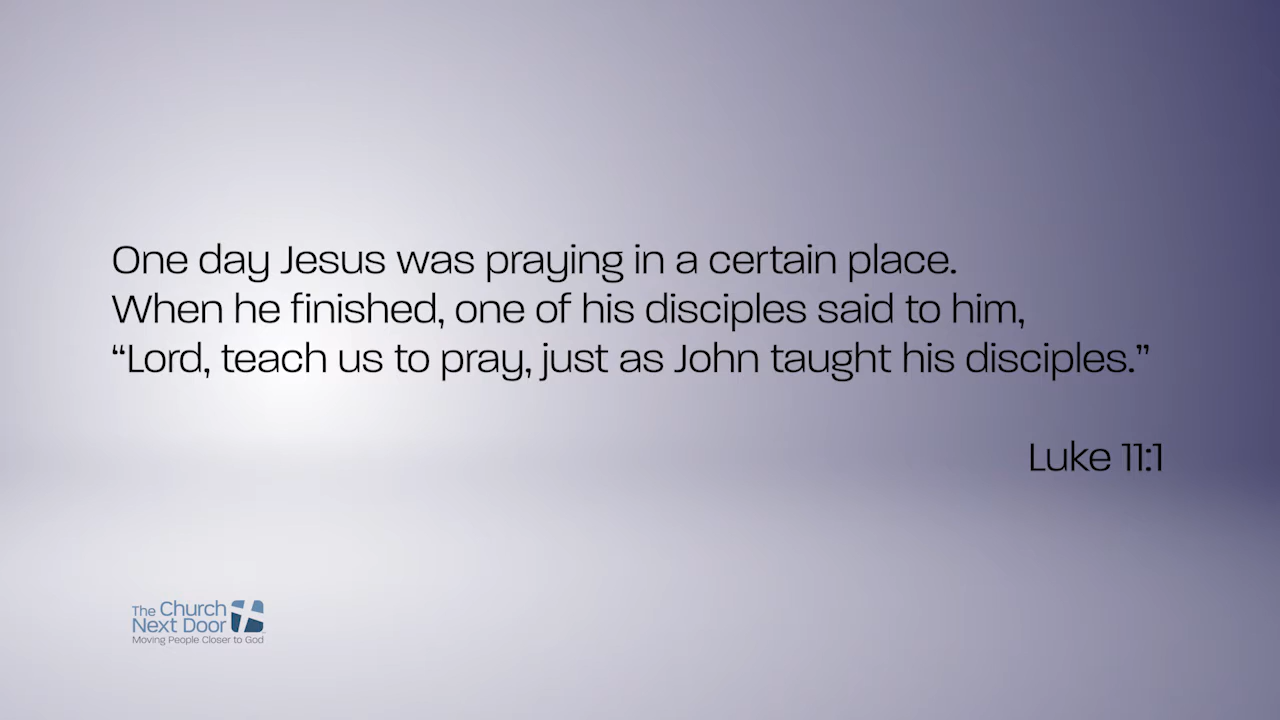 One day Jesus was praying in a certain place.
When he finished, one of his disciples said to him,
“Lord, teach us to pray, just as John taught his disciples.”
Luke 11:1
The Church
Next Door
Moving People Closer to God